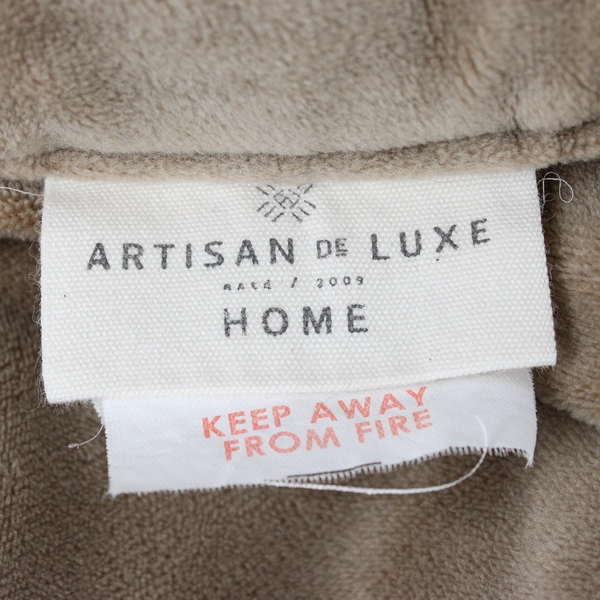 ARTISAN DE LUXE
/ 2009
HOME
KEEP AWAY
FROM FIRE